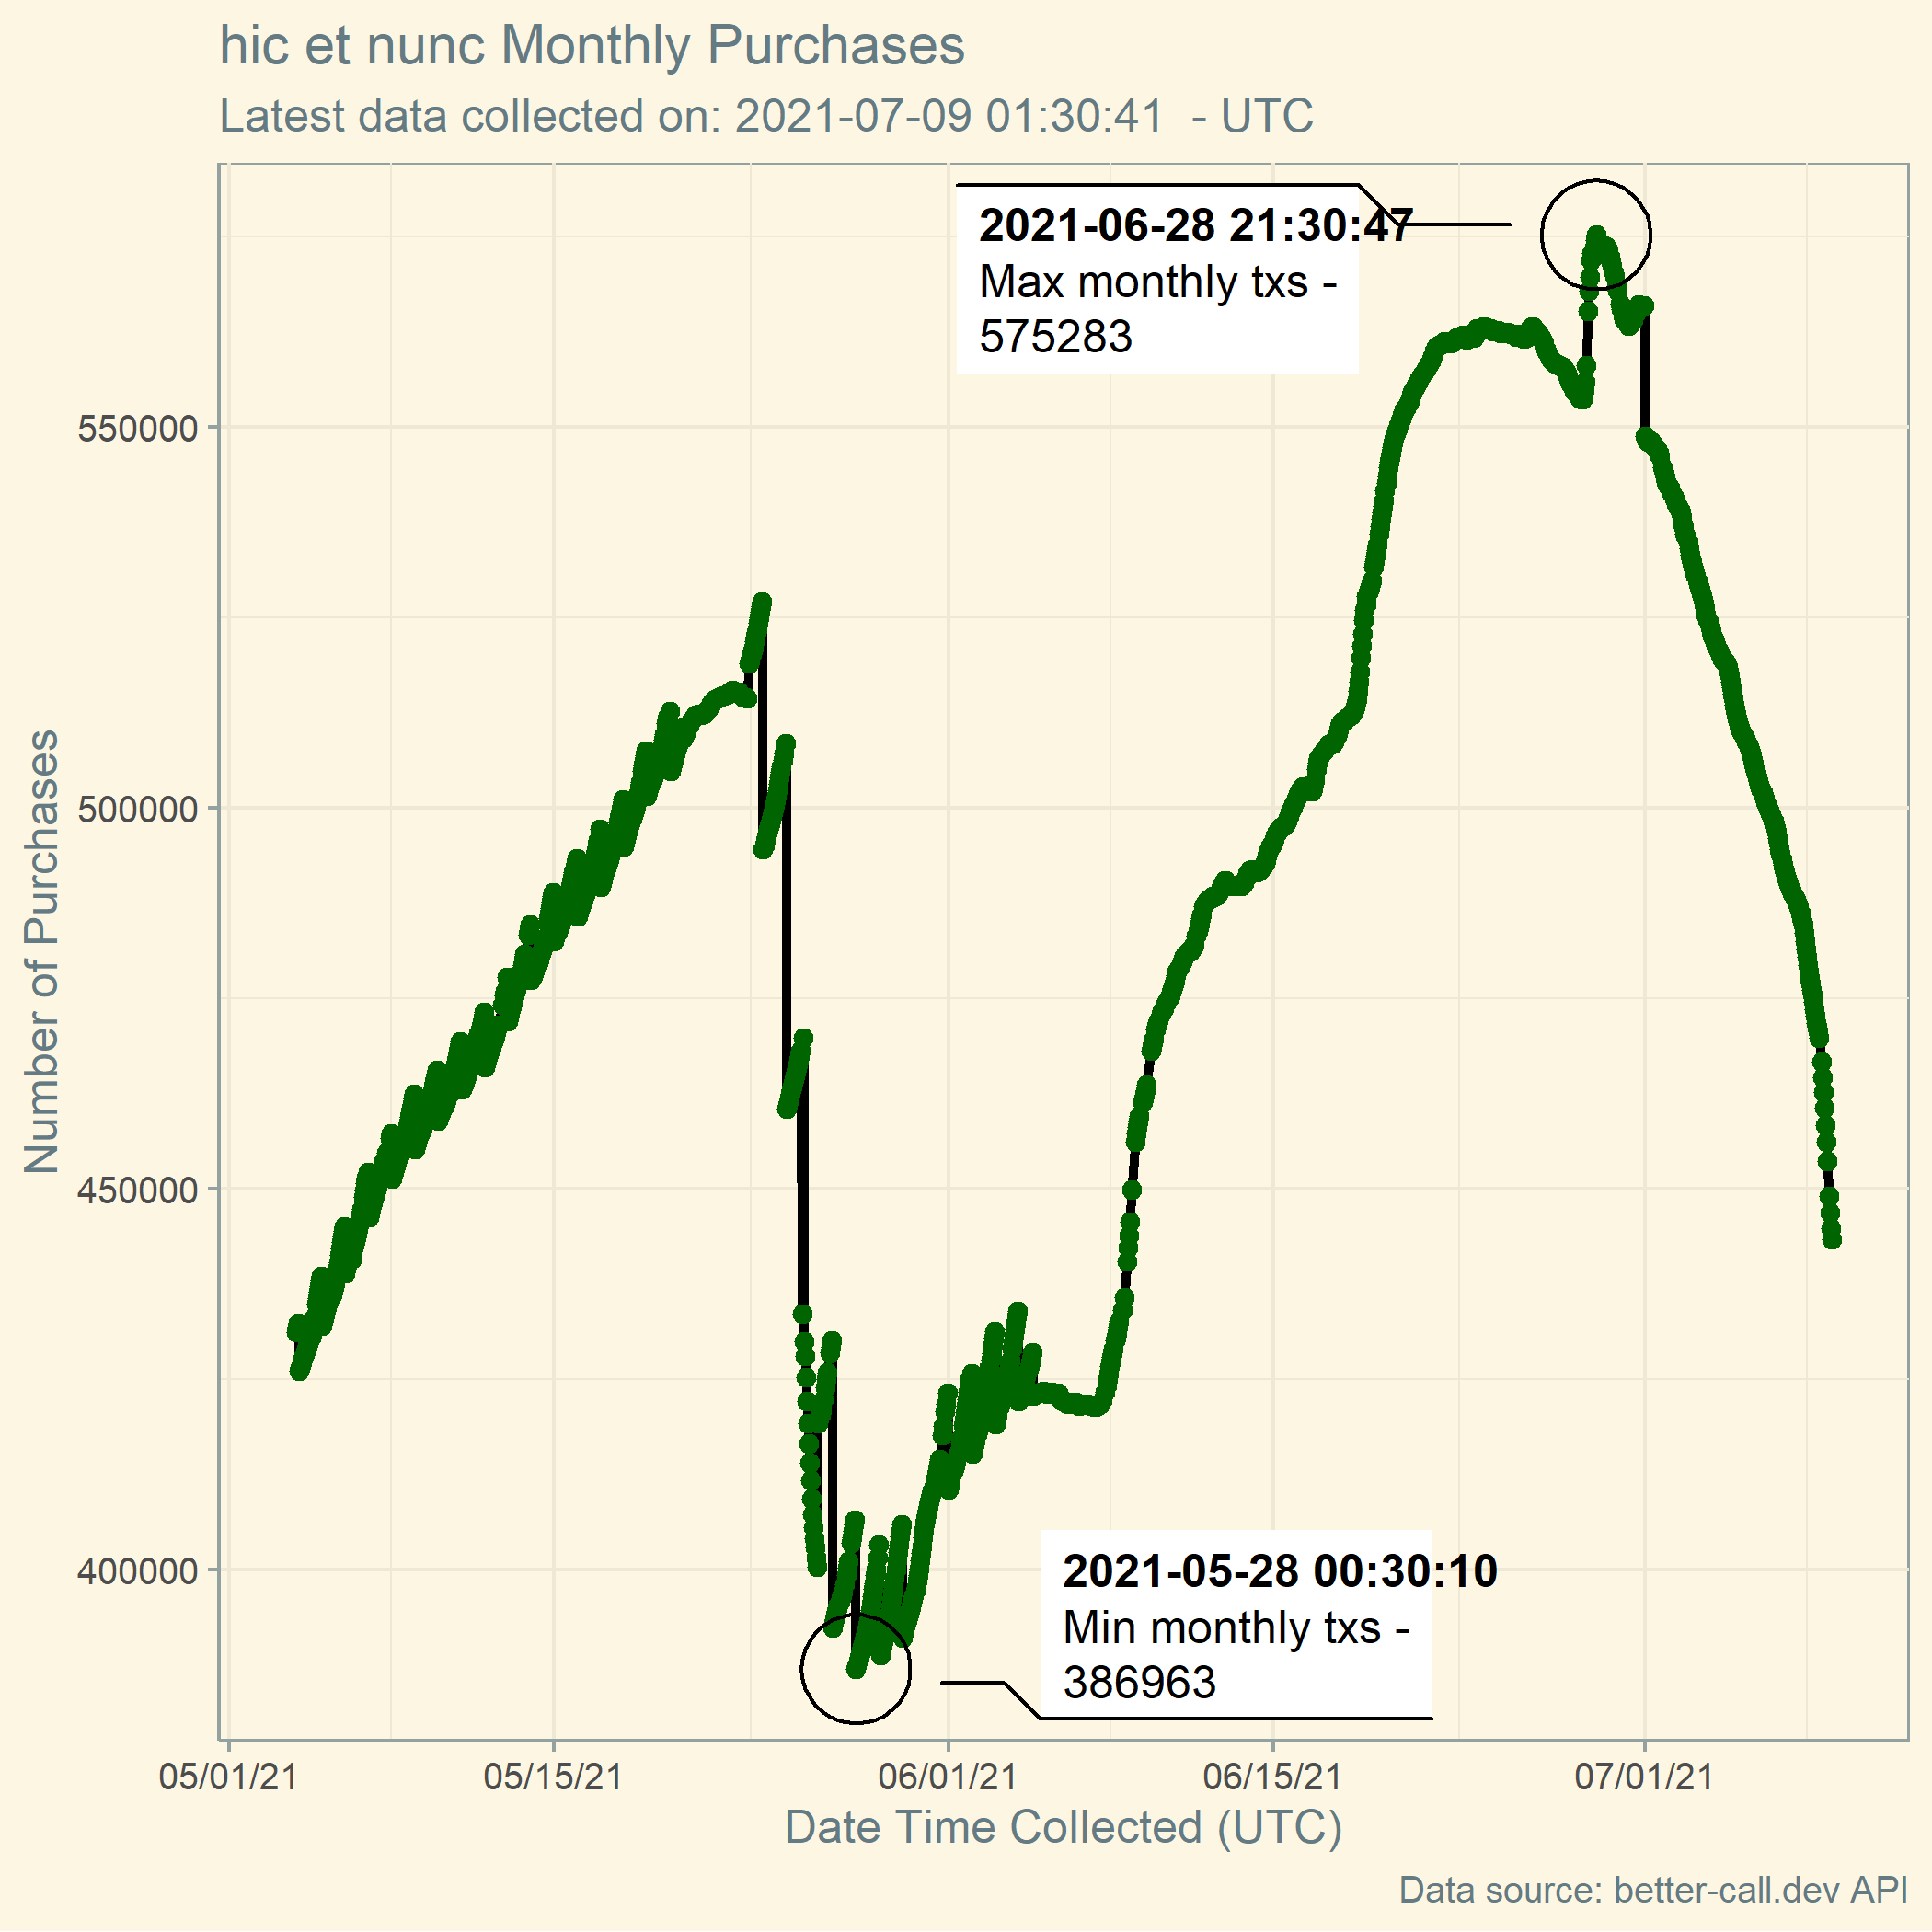 hic et nunc Monthly Purchases
Latest data collected on: 2021-07-09 01:30:41  - UTC
2021-06-28 21:30:47
Max monthly txs -
575283
Number of Purchases
550000
500000
450000
400000
2021-05-28 00:30:10
Min monthly txs -
386963
05/01/21
05/15/21
06/01/21
06/15/21
07/01/21
Date Time Collected (UTC)
Data source: better-call.dev API